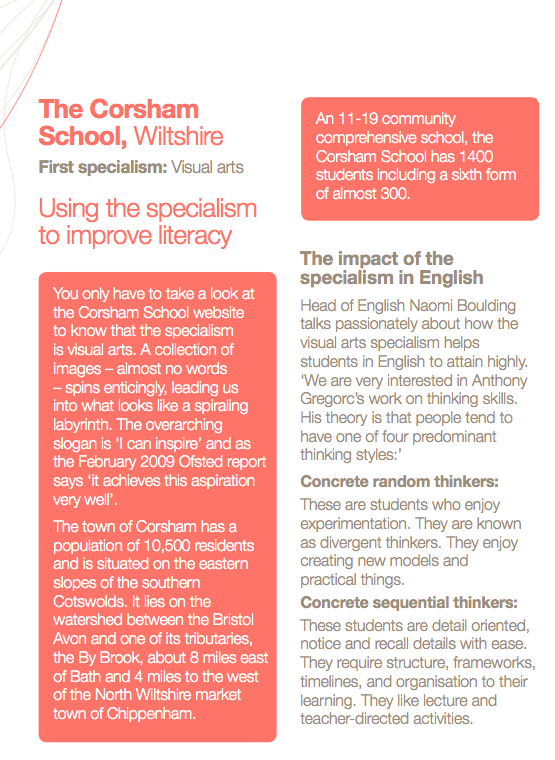 The Corsham
School, Wiltshire
First specialism: Visual arts
Using the specialism
to improve literacy
You only have to take a look at
the Corsham School website
to know that the specialism
is visual arts. A collection of
images – almost no words
– spins enticingly, leading us
into what looks like a spiraling
labyrinth. The overarching
slogan is ‘I can inspire’ and as
the February 2009 Ofsted report
says ‘it achieves this aspiration
very well’.
The town of Corsham has a
population of 10,500 residents
and is situated on the eastern
slopes of the southern
Cotswolds. It lies on the
watershed between the Bristol
Avon and one of its tributaries,
the By Brook, about 8 miles east
of Bath and 4 miles to the west
of the North Wiltshire market
town of Chippenham.
An 11-19 community
comprehensive school, the
Corsham School has 1400
students including a sixth form
of almost 300.
The impact of the
specialism in English
Head of English Naomi Boulding
talks passionately about how the
visual arts specialism helps
students in English to attain highly.
‘We are very interested in Anthony
Gregorc’s work on thinking skills.
His theory is that people tend to
have one of four predominant
thinking styles:’
Concrete random thinkers:
These are students who enjoy
experimentation. They are known
as divergent thinkers. They enjoy
creating new models and
practical things.
Concrete sequential thinkers:
These students are detail oriented,
notice and recall details with ease.
They require structure, frameworks,
timelines, and organisation to their
learning. They like lecture and
teacher-directed activities.